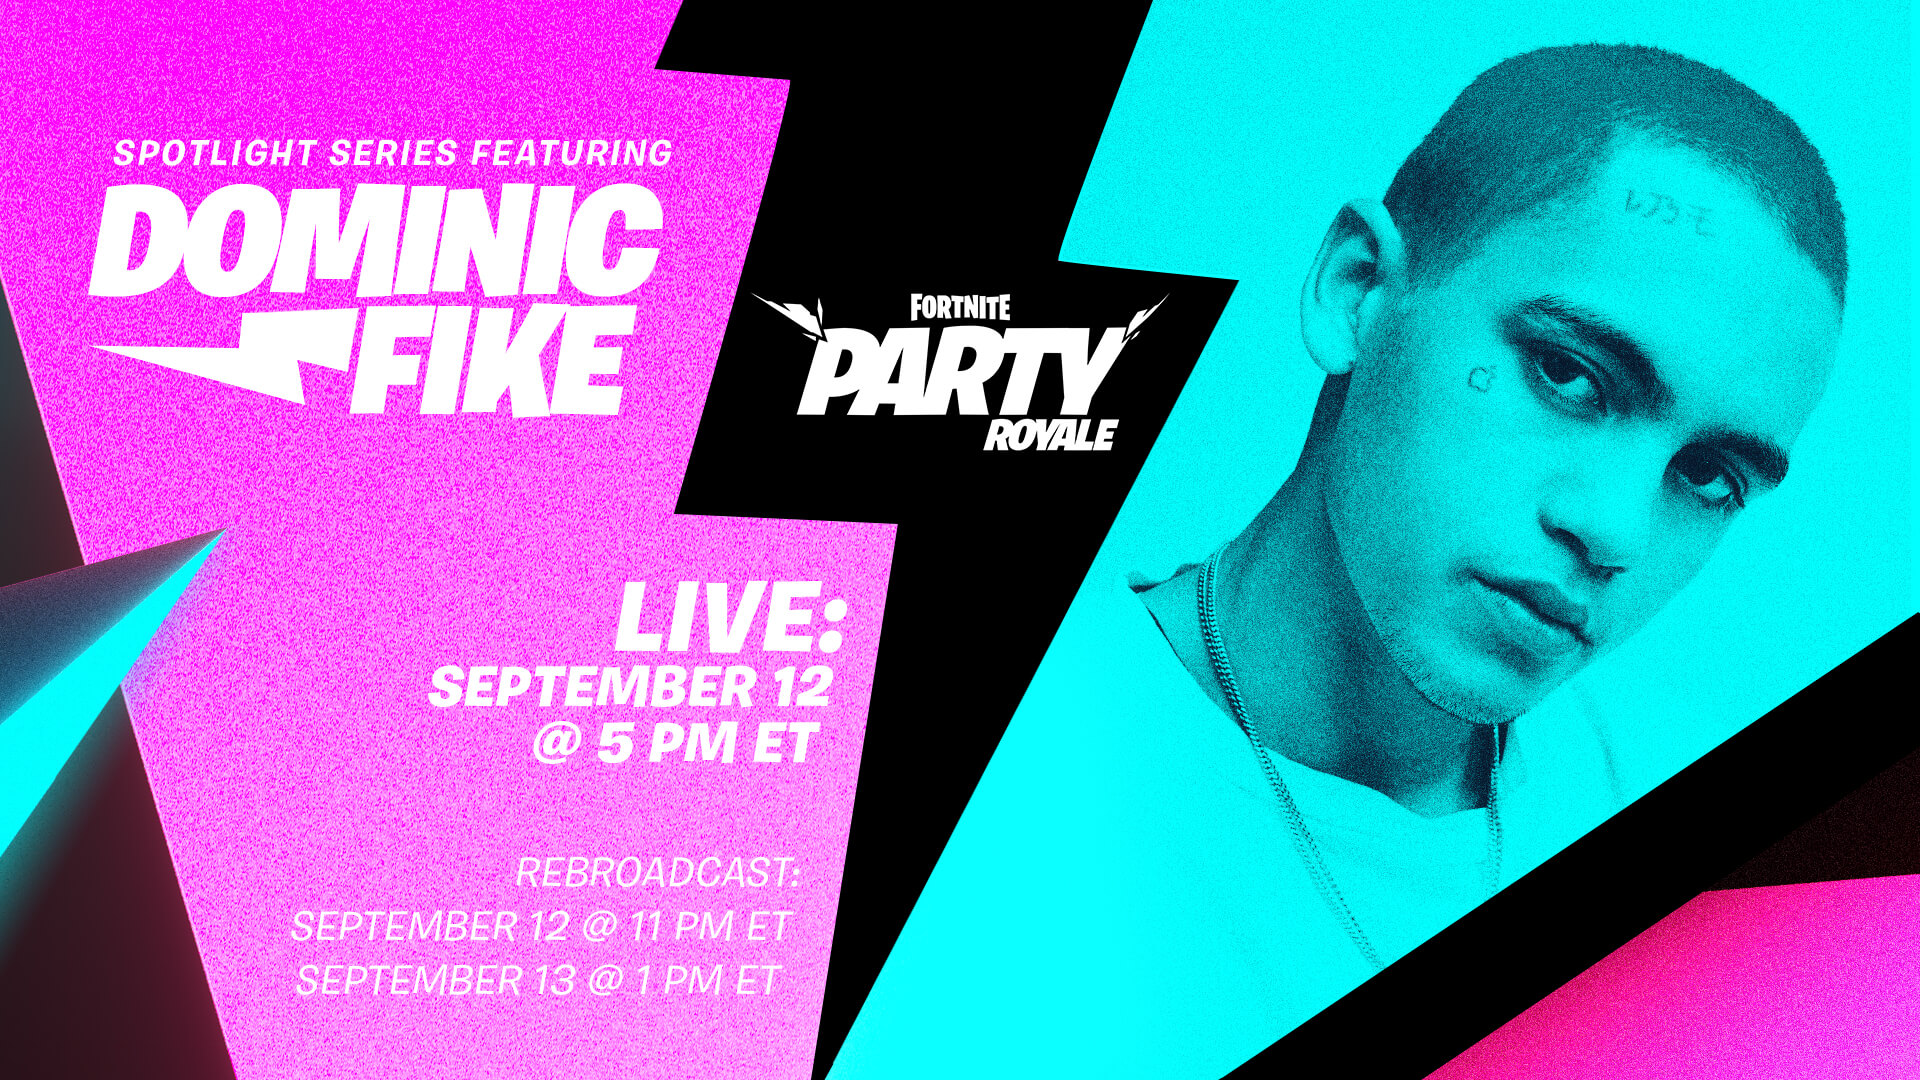 SPOTLIGHT SERIES FEATURING
DOMINIC
FIKE
FORTNITE
PARTY
ROYALE
LIVE:
SEPTEMBER 12
@ 5 PM ET
REBROADCAST:
SEPTEMBER 12 @ 11 PM ET
SEPTEMBER 13 @ 1 PM ET